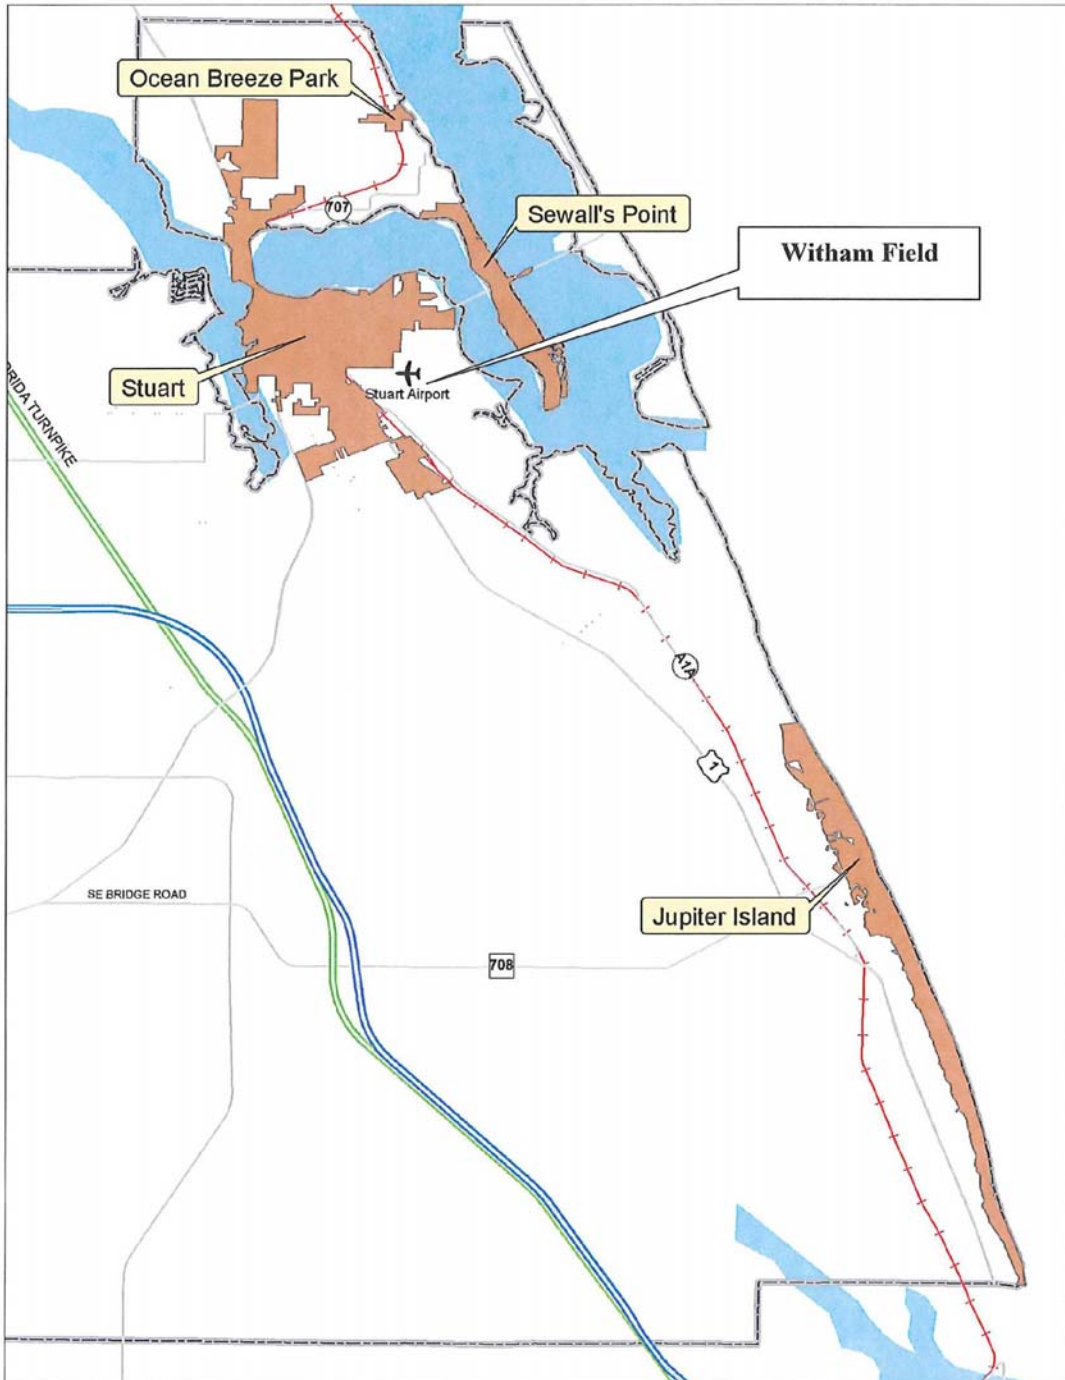 Ocean Breeze Park
707
Sewall's Point
Witham Field
Stuart
Stuart Airport
ORIDA TURNPIKE
A1A
1
Jupiter Island
SE BRIDGE ROAD
708